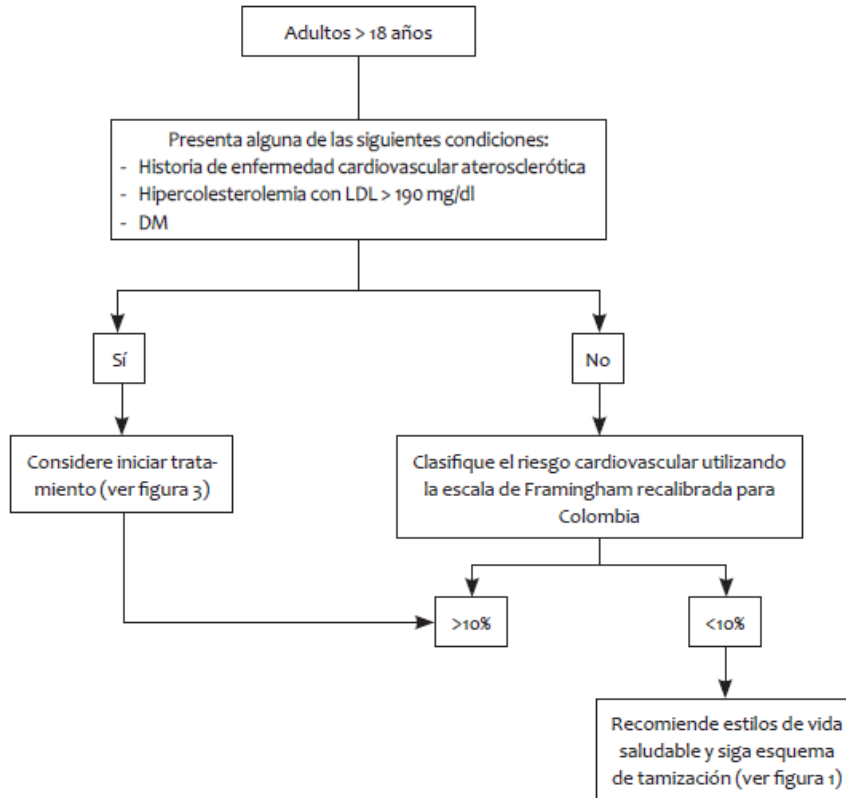 Adultos > 18 años
Presenta alguna de las siguientes condiciones:
- Historia de enfermedad cardiovascular aterosclerótica
- Hipercolesterolemia con LDL > 190 mg/dl
- DM
Sí
No
Considere iniciar trata-
miento (ver figura 3)
Clasifique el riesgo cardiovascular utilizando
la escala de Framingham recalibrada para
Colombia
>10%
<10%
Recomiende estilos de vida
saludable y siga esquema
de tamización (ver figura 1)